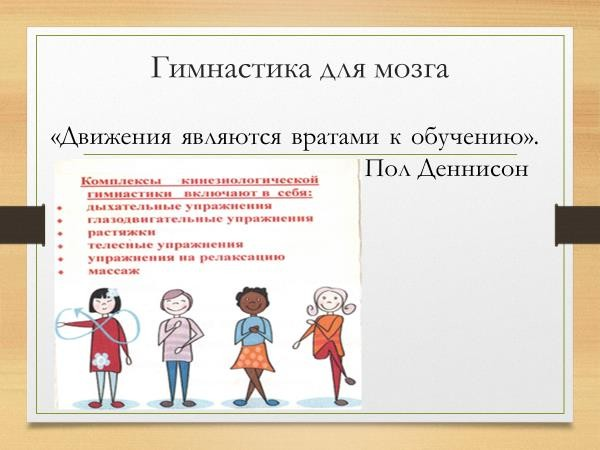 Гимнастика для мозга
«Движения являются вратами к обучению».
Пол Деннисон
Комплексы кинезиологической
гимнастики включают в себя:
• дыхательные упражнения
• глазодвигательные упражнения
• растяжки
• телесные упражнения
• упражнения на релаксацию
• массаж